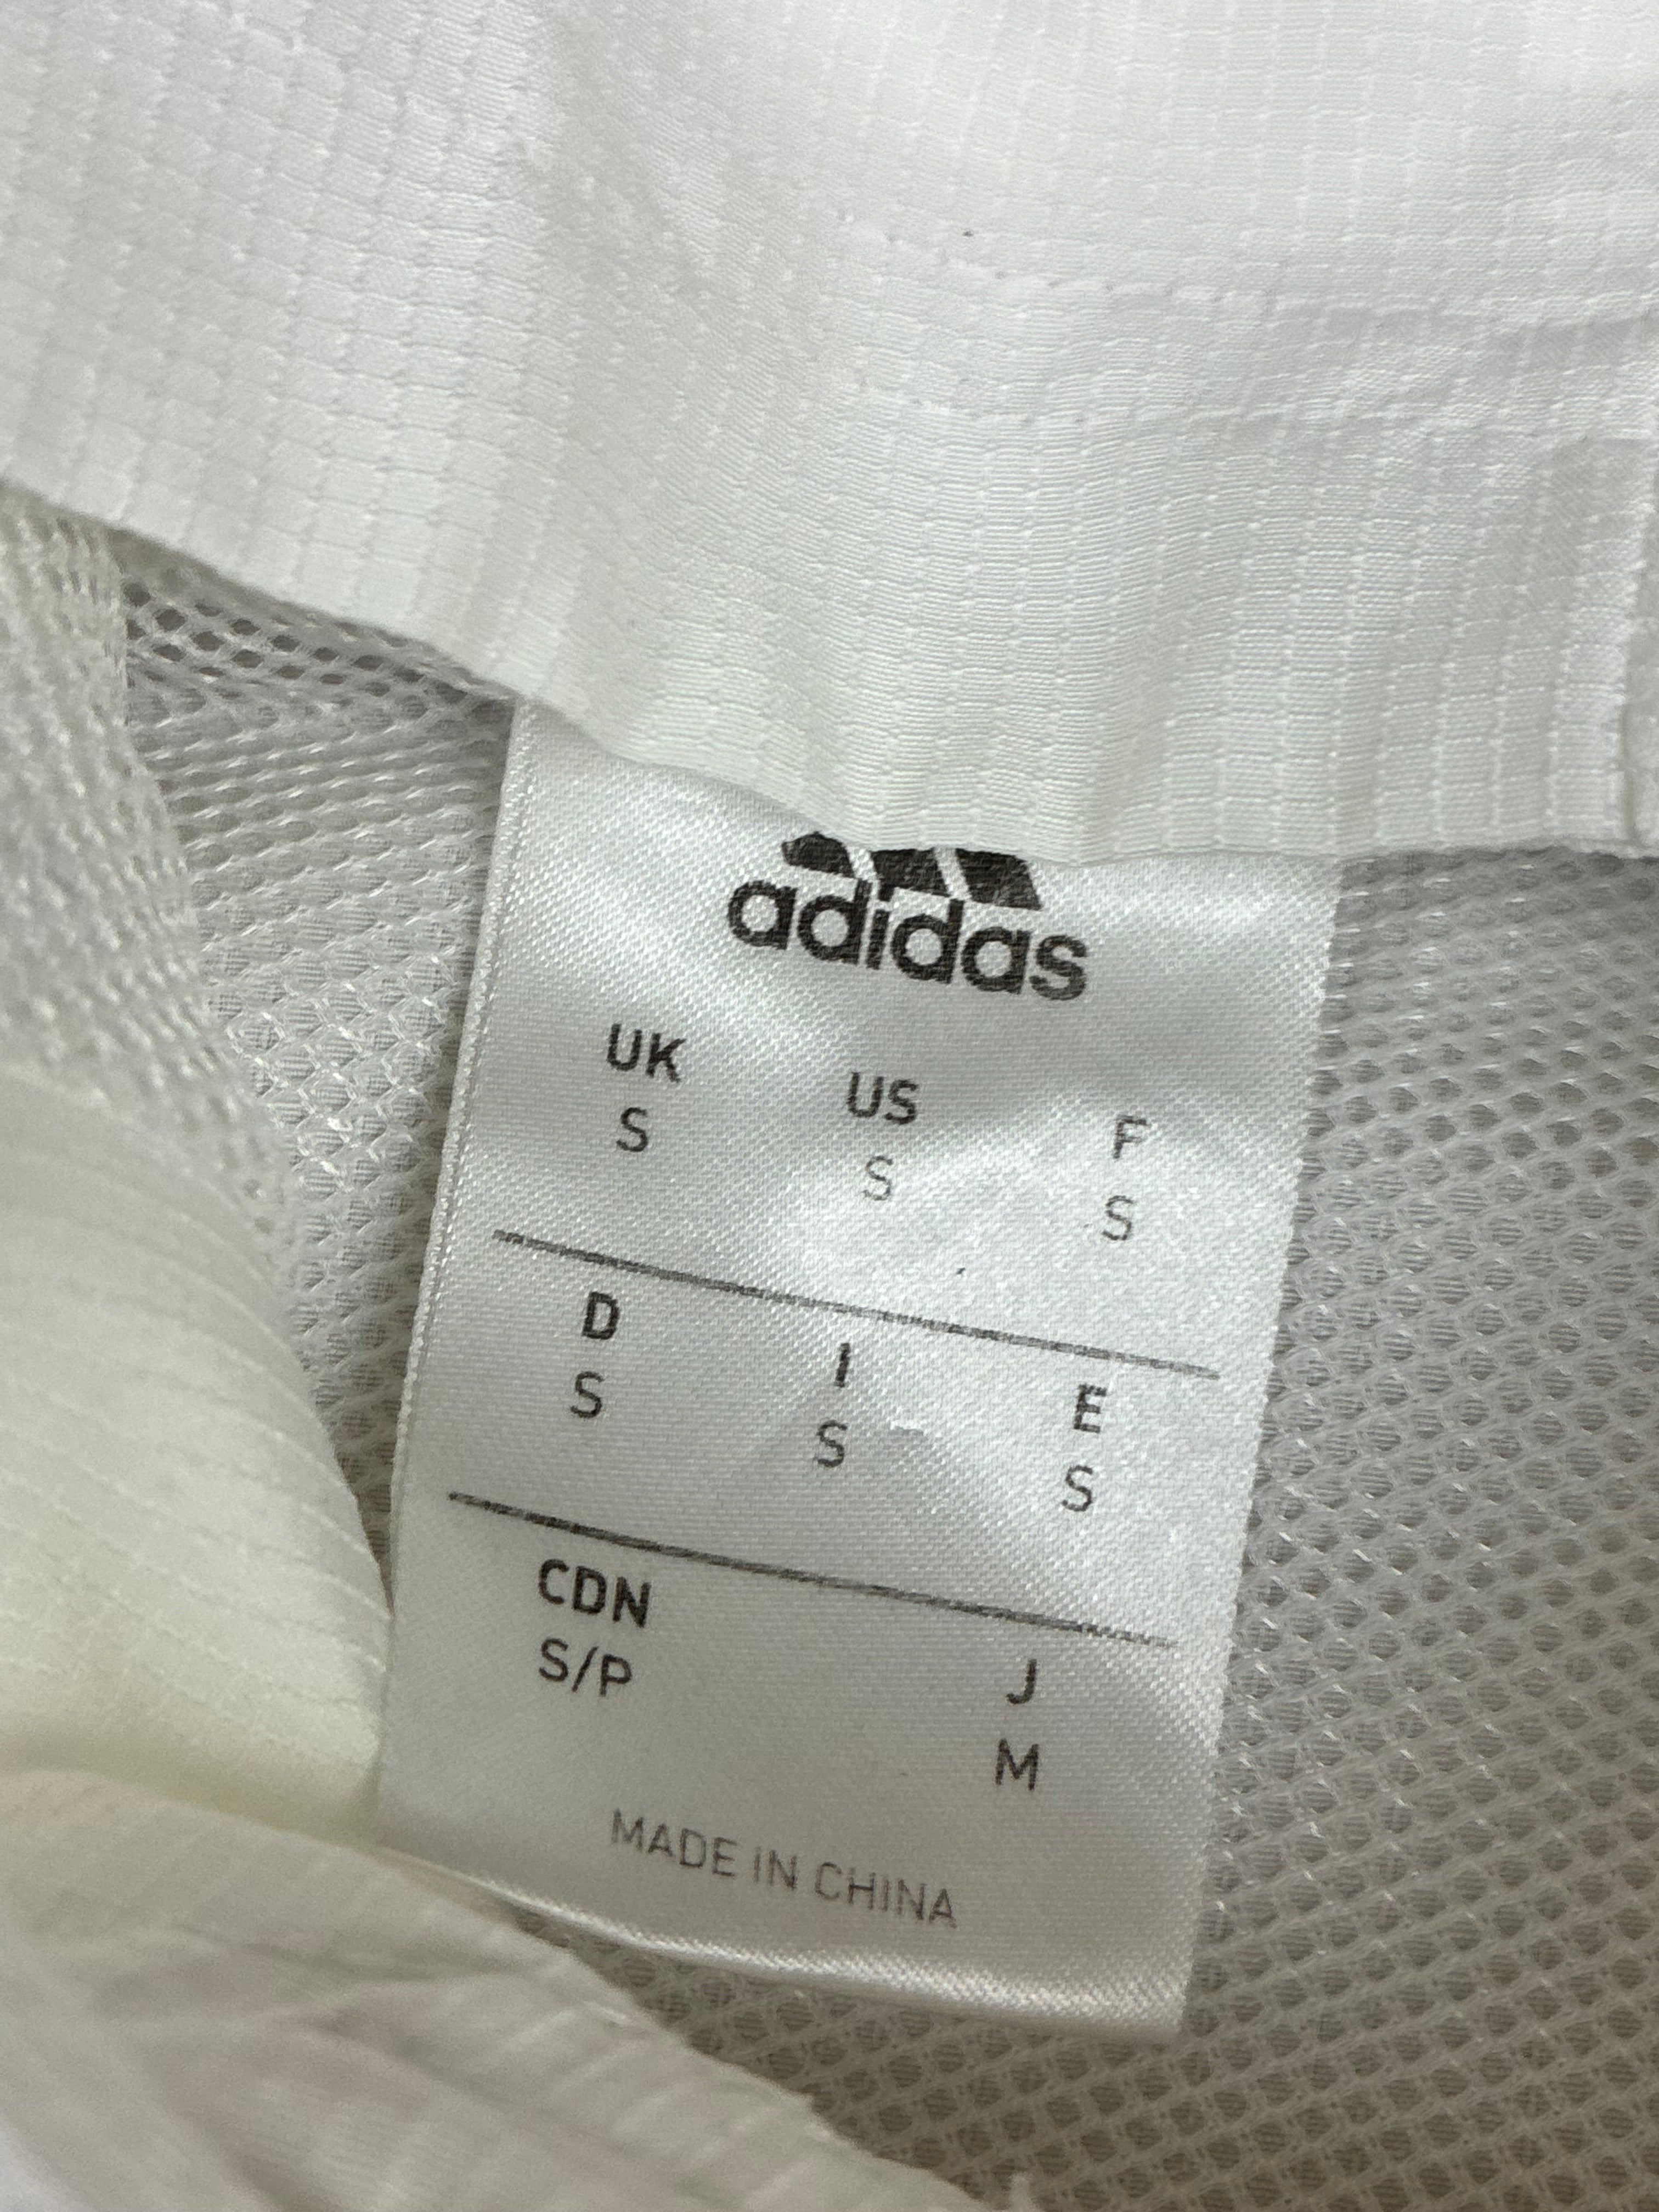 adidas
UK US F
S S S
D I E
S S S
CDN J
S/P M
MADE IN CHINA